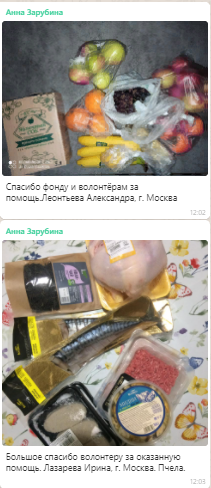 Анна Зарубина
Спасибо фонду и волонтёрам за
помощь.Леонтьева Александра, г. Москва
12:02
Анна Зарубина
Большое спасибо волонтеру за оказанную
помощь. Лазарева Ирина, г. Москва. Пчела.
12:03